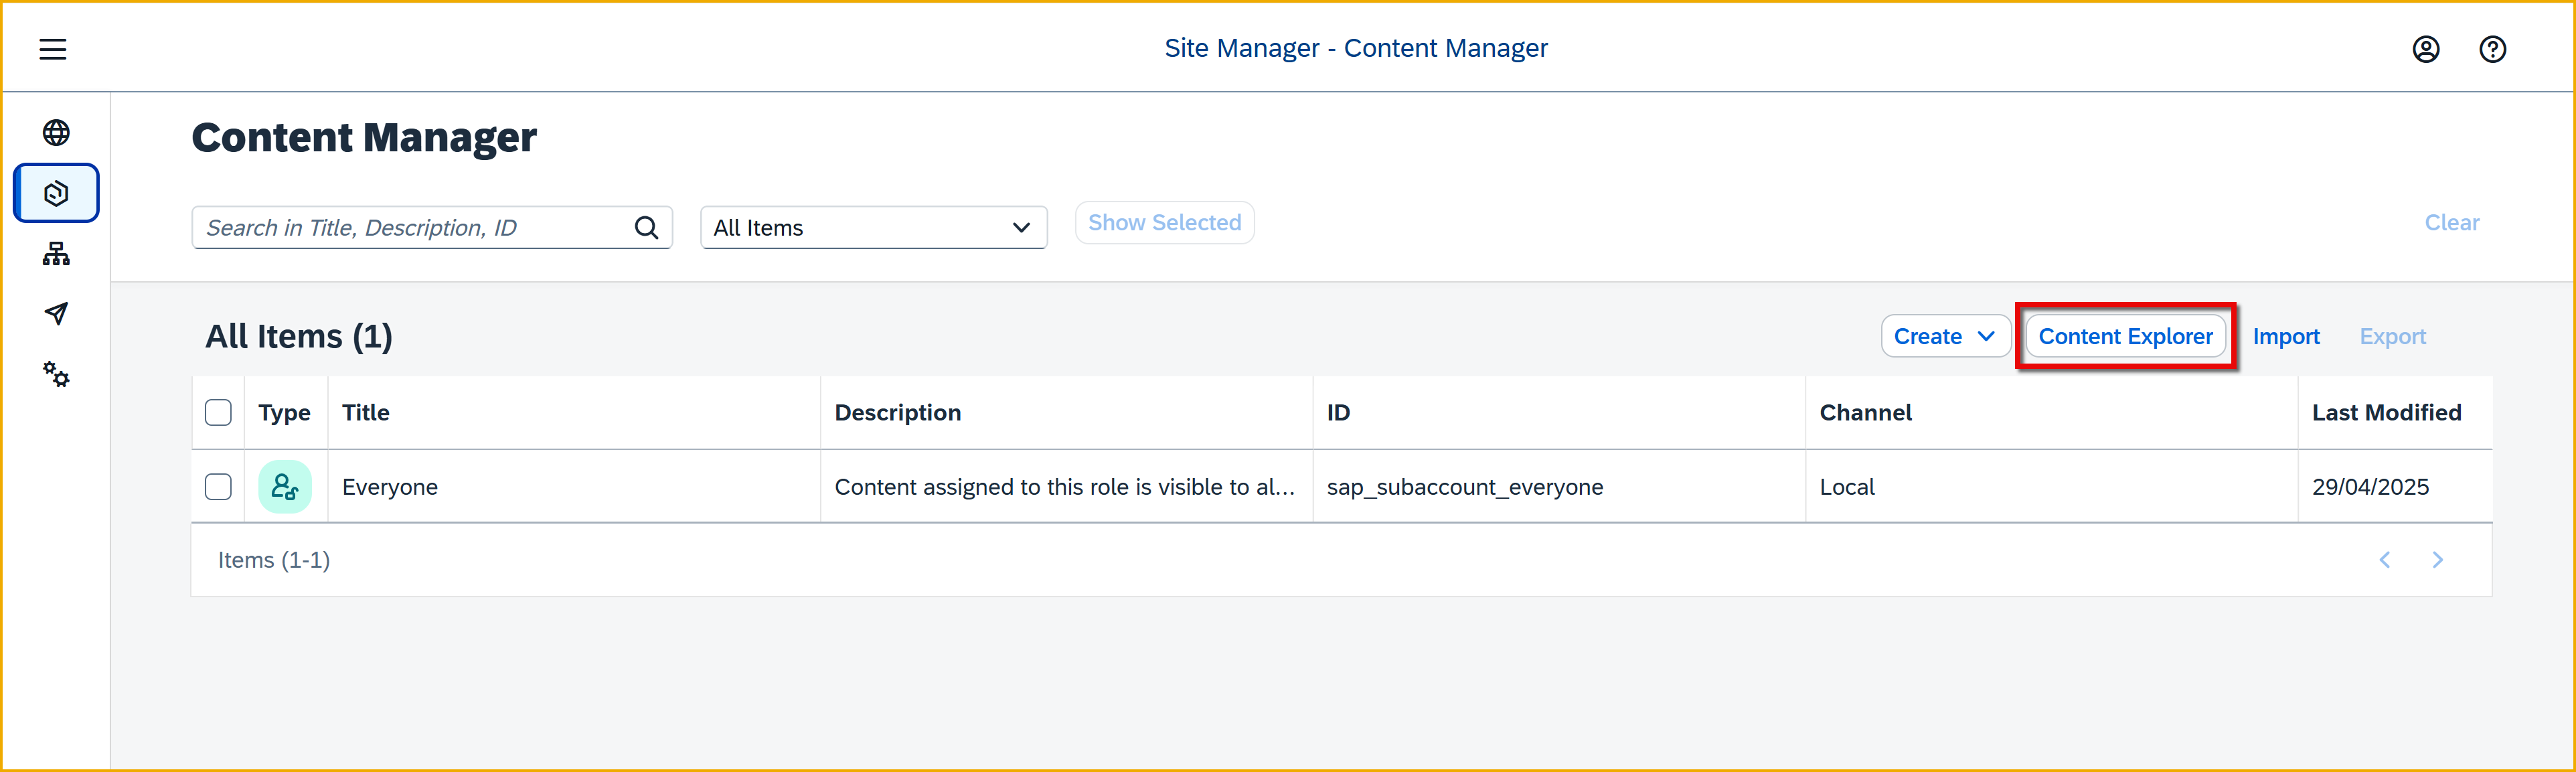 Site Manager - Content Manager
Content Manager
Search in Title, Description, ID
All Items
Show Selected
Clear
All Items (1)
Create
Content Explorer
Import
Export
Type
Title
Description
ID
Channel
Last Modified
Everyone
Content assigned to this role is visible to al...
sap_subaccount_everyone
Local
29/04/2025
Items (1-1)